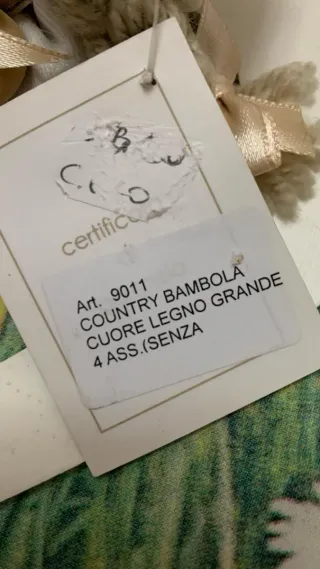 certific
Art. 9011
COUNTRY BAMBOLA
CUORE LEGNO GRANDE
4 ASS.(SENZA